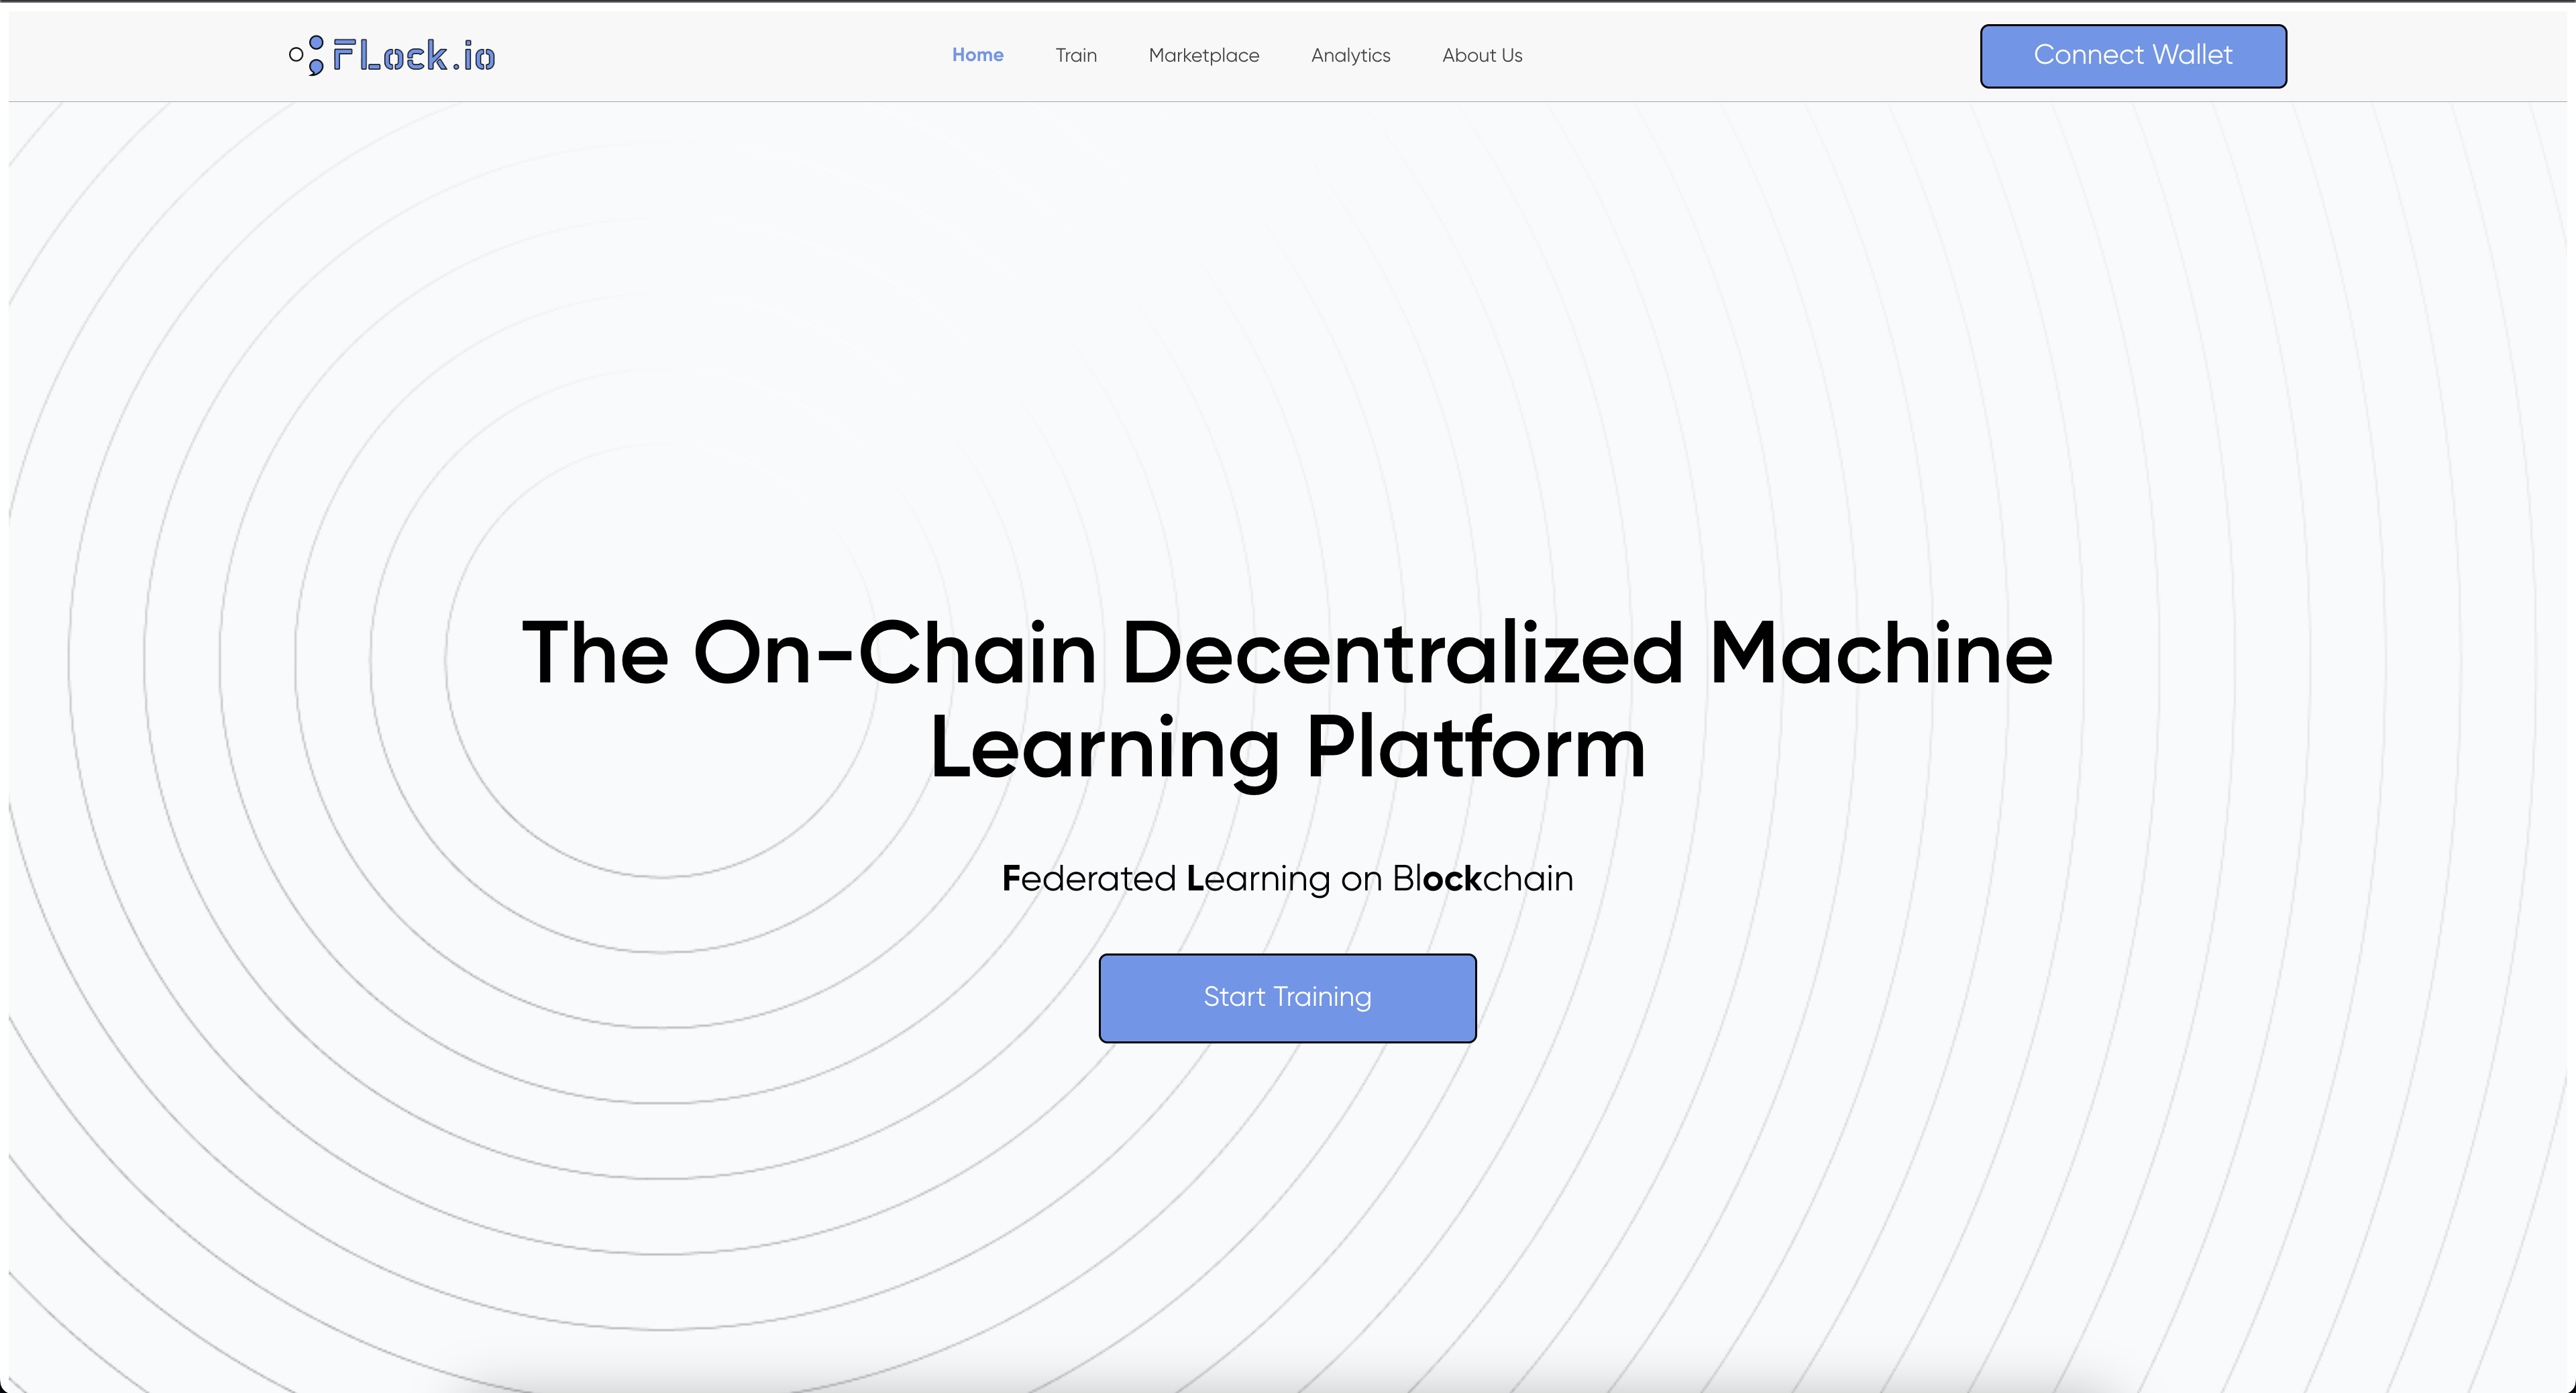 FLock.io
Home Train Marketplace Analytics About Us
Connect Wallet
The On-Chain Decentralized Machine
Learning Platform
Federated Learning on Blockchain
Start Training